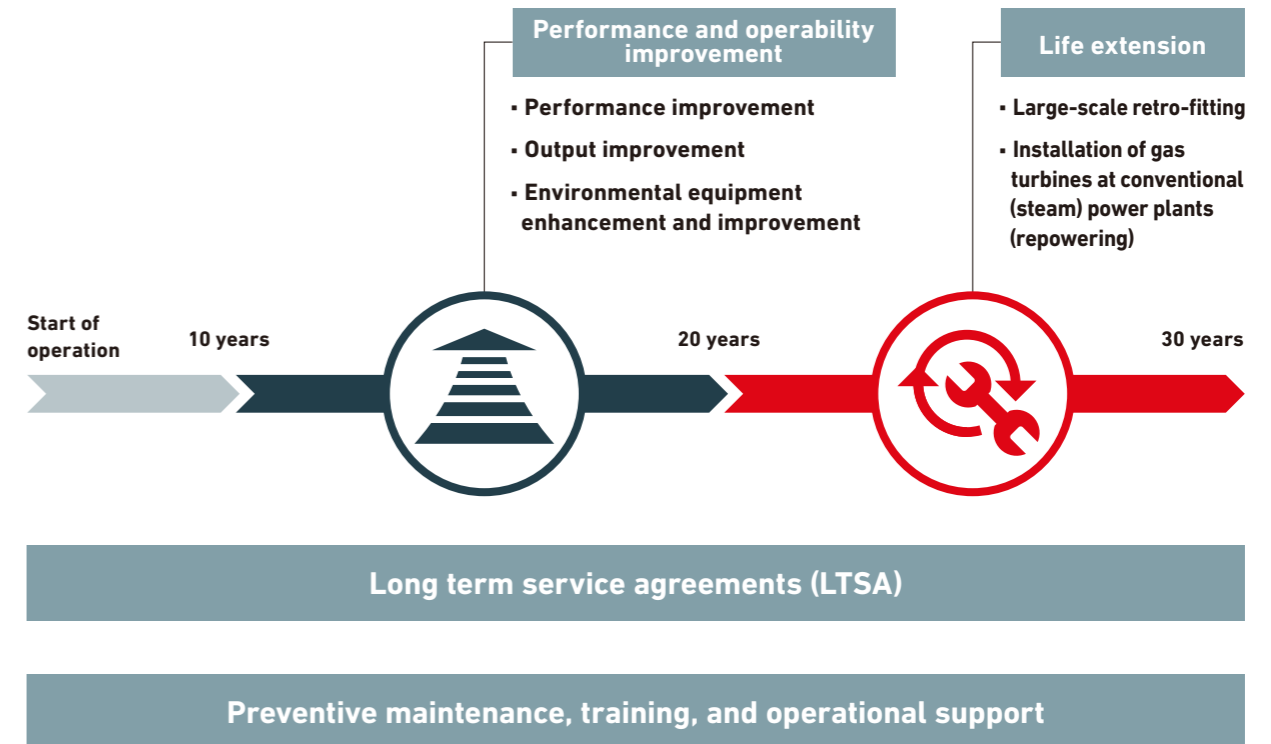 Performance and operability
improvement
▪ Performance improvement
▪ Output improvement
▪ Environmental equipment
enhancement and improvement
Life extension
▪ Large-scale retro-fitting
▪ Installation of gas
turbines at conventional
(steam) power plants
(repowering)
Start of
operation
10 years
20 years
30 years
Long term service agreements (LTSA)
Preventive maintenance, training, and operational support